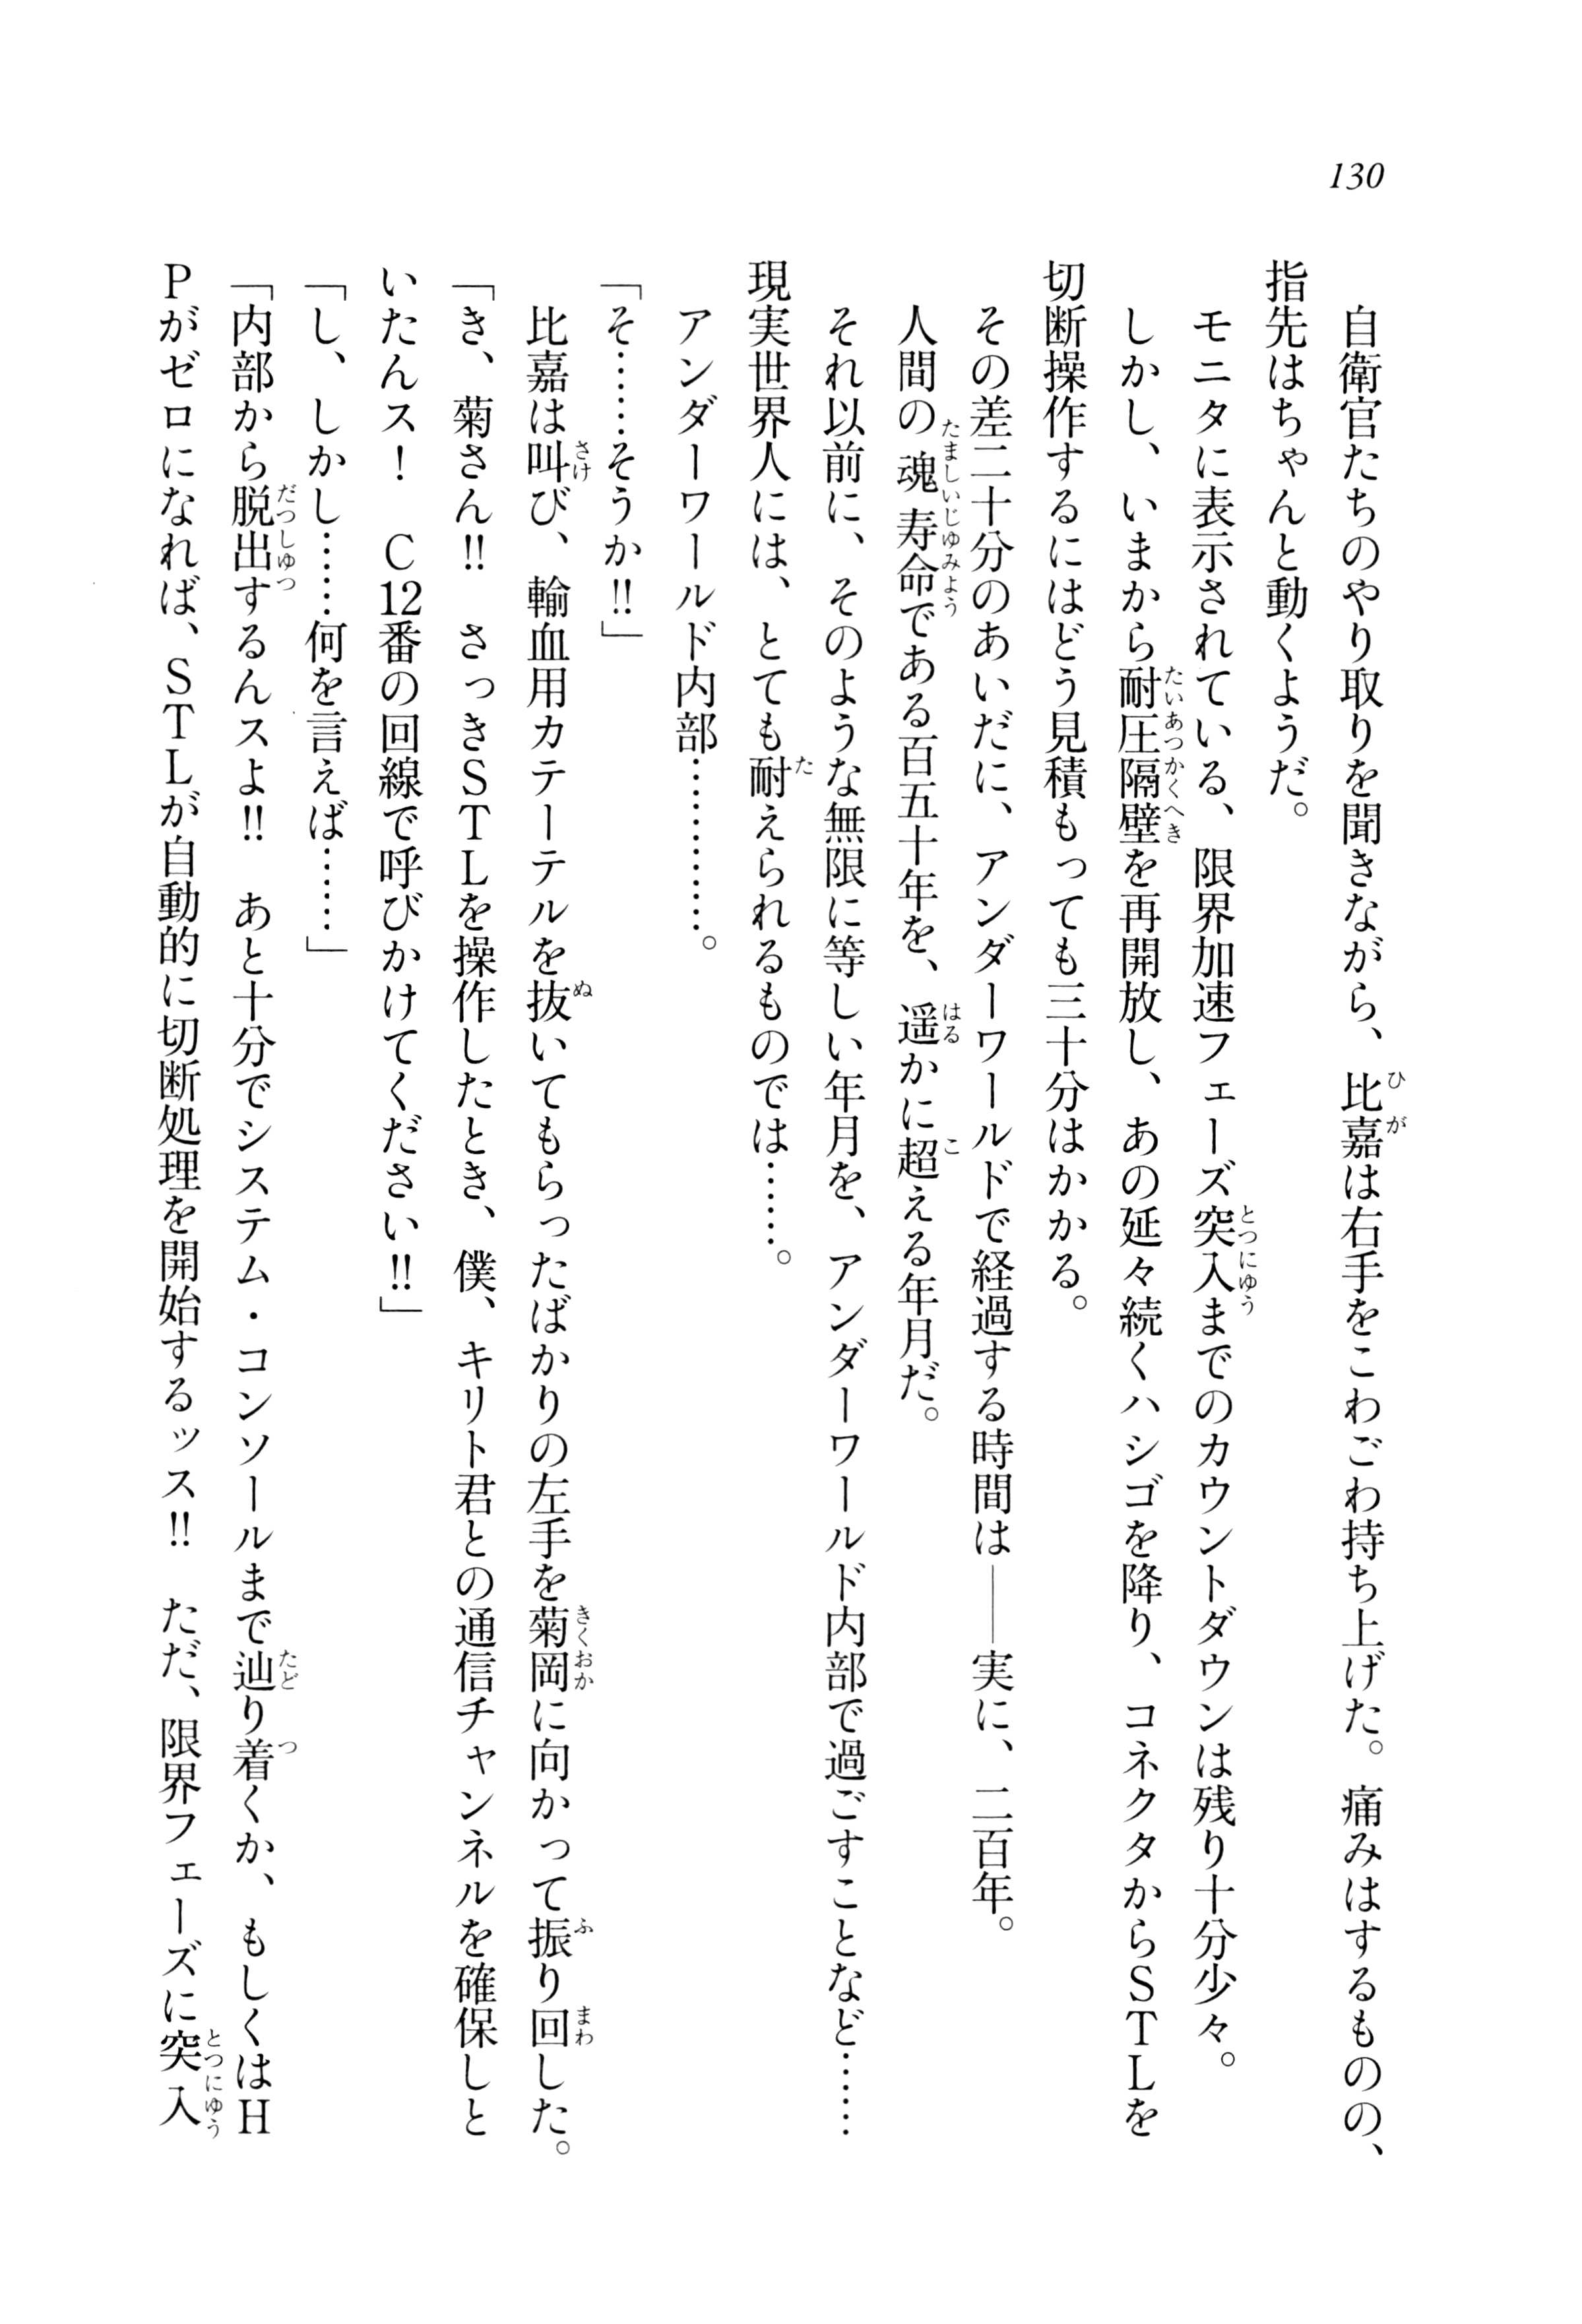 130
　自衛官たちのやり取りを聞きながら、比嘉は右手をこわごわ持ち上げた。痛みはするものの、
指先はちゃんと動くようだ。
　モニタに表示されている、限界加速フェーズ突入までのカウントダウンは残り十分少々。
　しかし、いまから耐圧隔壁を再開放し、あの延々続くハシゴを降り、コネクタからＳＴＬを
切断操作するにはどう見積もっても三十分はかかる。
　その差二十分のあいだに、アンダーワールドで経過する時間は――実に、二百年。
　人間の魂寿命である百五十年を、遥かに超える年月だ。
　それ以前に、そのような無限に等しい年月を、アンダーワールド内部で過ごすことなど……
現実世界人には、とても耐えられるものでは……。
　アンダーワールド内部…………。
「そ……そうか‼」
　比嘉は叫び、輸血用カテーテルを抜いてもらったばかりの左手を菊岡に向かって振り回した。
「き、菊さん‼　さっきＳＴＬを操作したとき、僕、キリト君との通信チャンネルを確保しと
いたんス！　Ｃ12番の回線で呼びかけてください‼」
「し、しかし……何を言えば……」
「内部から脱出するんスよ‼　あと十分でシステム・コンソールまで辿り着くか、もしくはＨ
Ｐがゼロになれば、ＳＴＬが自動的に切断処理を開始するッス‼　ただ、限界フェーズに突入